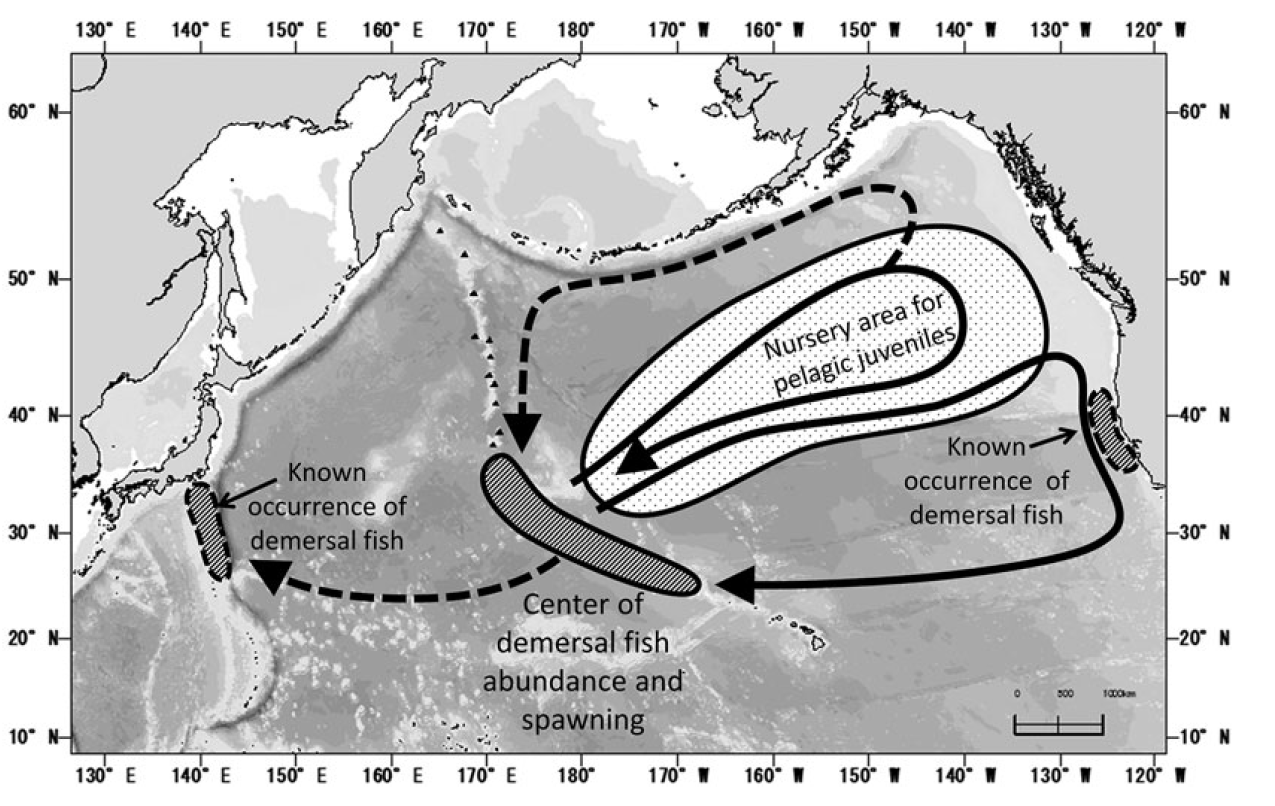 130° E 140° E 150° E 160° E 170° E 180° 170° W 160° W 150° W 140° W 130° W 120° W
60° N 60° N
50° N 50° N
Nursery area for
pelagic juveniles
40° N 40° N
Known
occurrence of
demersal fish
Known
occurrence of
demersal fish
30° N 30° N
Center of
demersal fish
abundance and
spawning
20° N 20° N
0 500 1000km
10° N 10° N
130° E 140° E 150° E 160° E 170° E 180° 170° W 160° W 150° W 140° W 130° W 120° W